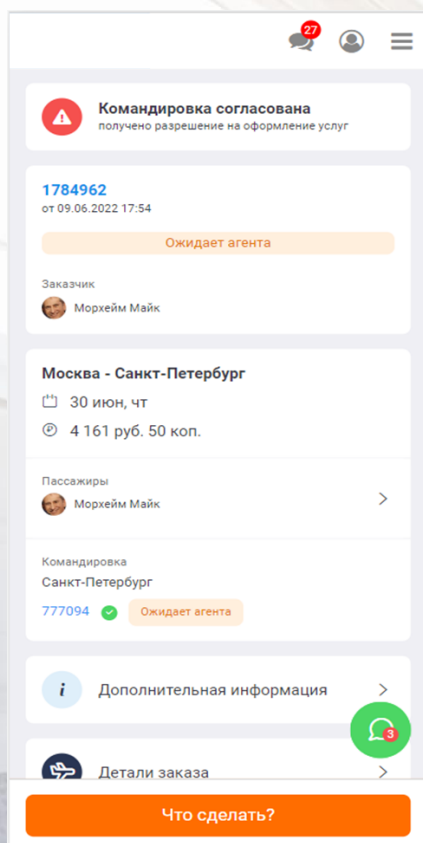 27
Командировка согласована
получено разрешение на оформление услуг
1784962
от 09.06.2022 17:54
Ожидает агента
Заказчик
Морхейм Майк
Москва - Санкт-Петербург
30 июн, чт
4 161 руб. 50 коп.
Пассажиры
Морхейм Майк
Командировка
Санкт-Петербург
777094 Ожидает агента
i Дополнительная информация
3
Детали заказа
Что сделать?